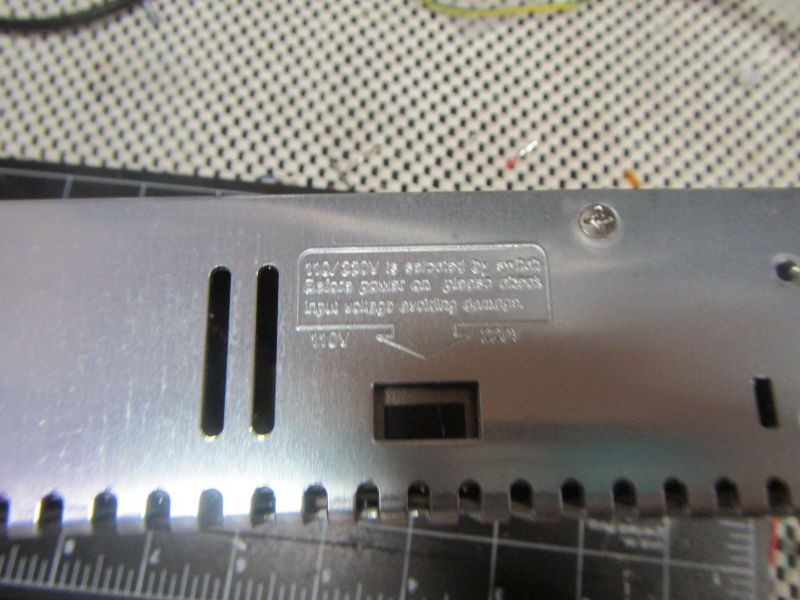 110/220V is selected by switch
Before power on please check
input voltage avoiding damage.
110V 220V